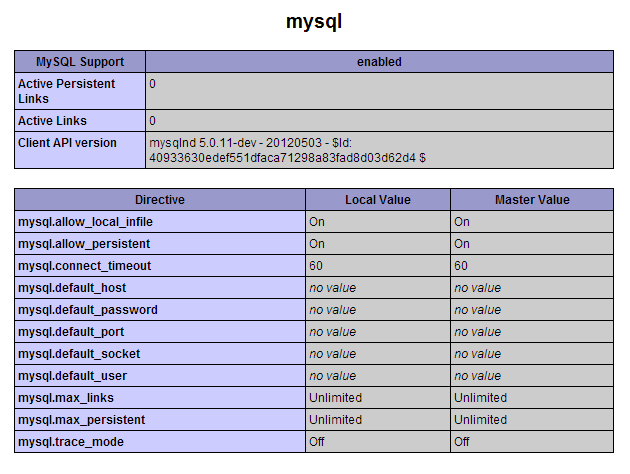 mysql
MySQL Support enabled
Active Persistent Links 0
Active Links 0
Client API version mysqlnd 5.0.11-dev - 20120503 - $Id: 40933630edef551dfaca71298a83fad8d03d62d4 $
Directive Local Value Master Value
mysql.allow_local_infile On On
mysql.allow_persistent On On
mysql.connect_timeout 60 60
mysql.default_host no value no value
mysql.default_password no value no value
mysql.default_port no value no value
mysql.default_socket no value no value
mysql.default_user no value no value
mysql.max_links Unlimited Unlimited
mysql.max_persistent Unlimited Unlimited
mysql.trace_mode Off Off